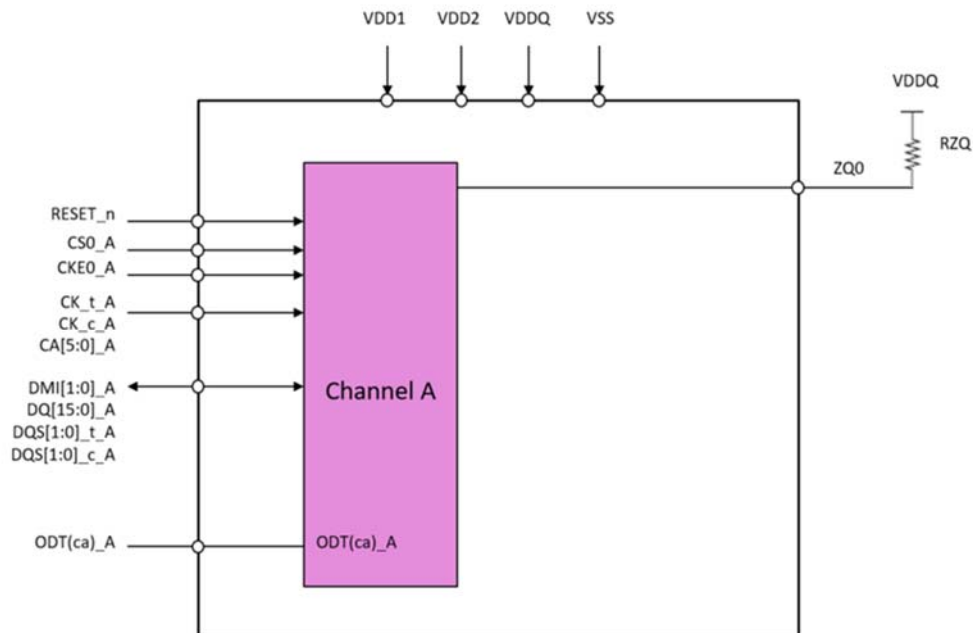 VDD1 VDD2 VDDQ VSS
VDDQ
RZQ
ZQ0
RESET_n
CS0_A
CKE0_A
CK_t_A
CK_c_A
CA[5:0]_A
DMI[1:0]_A
DQ[15:0]_A
DQS[1:0]_t_A
DQS[1:0]_c_A
Channel A
ODT(ca)_A ODT(ca)_A